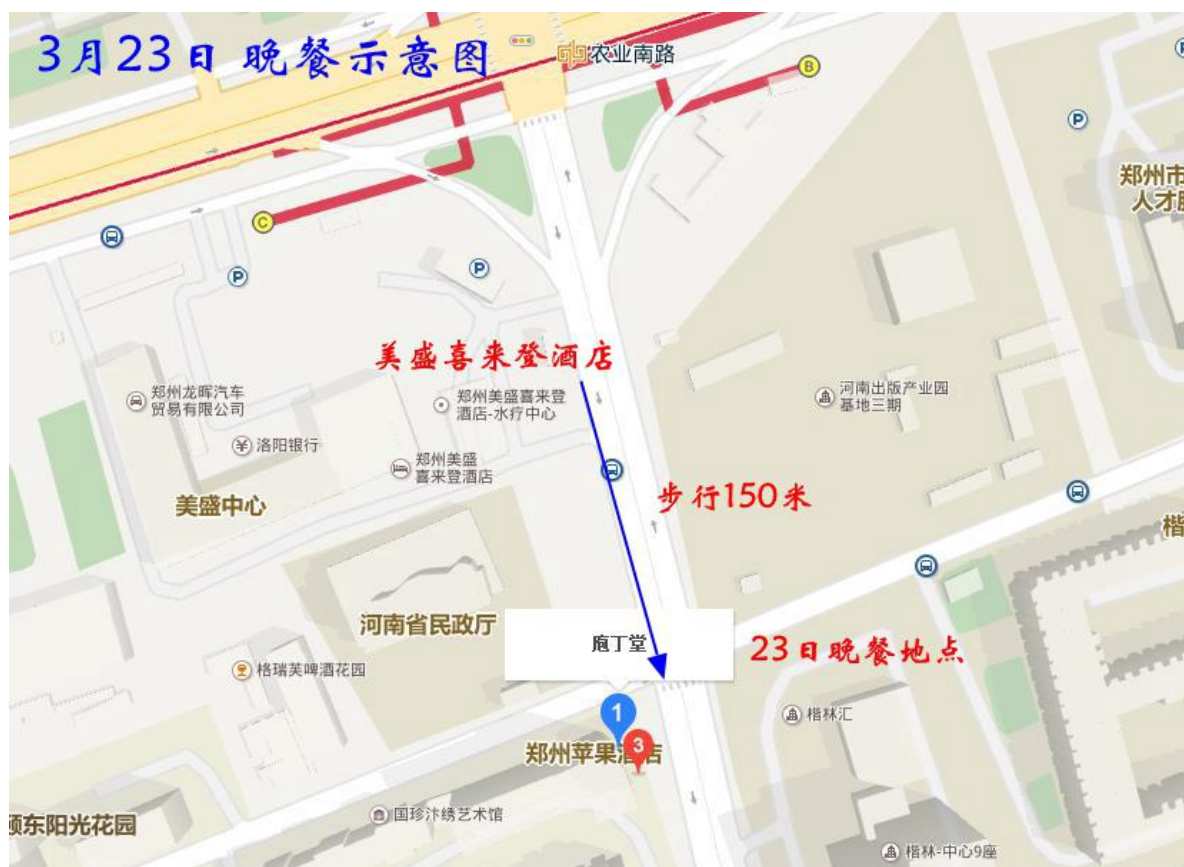 3月23日 晚餐示意图
农业南路
B
P
P
郑州市
C
P
P
美盛喜来登酒店
郑州龙晖汽车
贸易有限公司
郑州美盛喜来登
酒店-水疗中心
河南出版产业园
基地三期
洛阳银行
郑州美盛
喜来登酒店
美盛中心
步行150米
楷
河南省民政厅
庖丁堂
23日晚餐地点
格瑞芙啤酒花园
1
楷林汇
3
郑州苹果酒店
国珍汴绣艺术馆
东阳光花园
楷林-中心9座